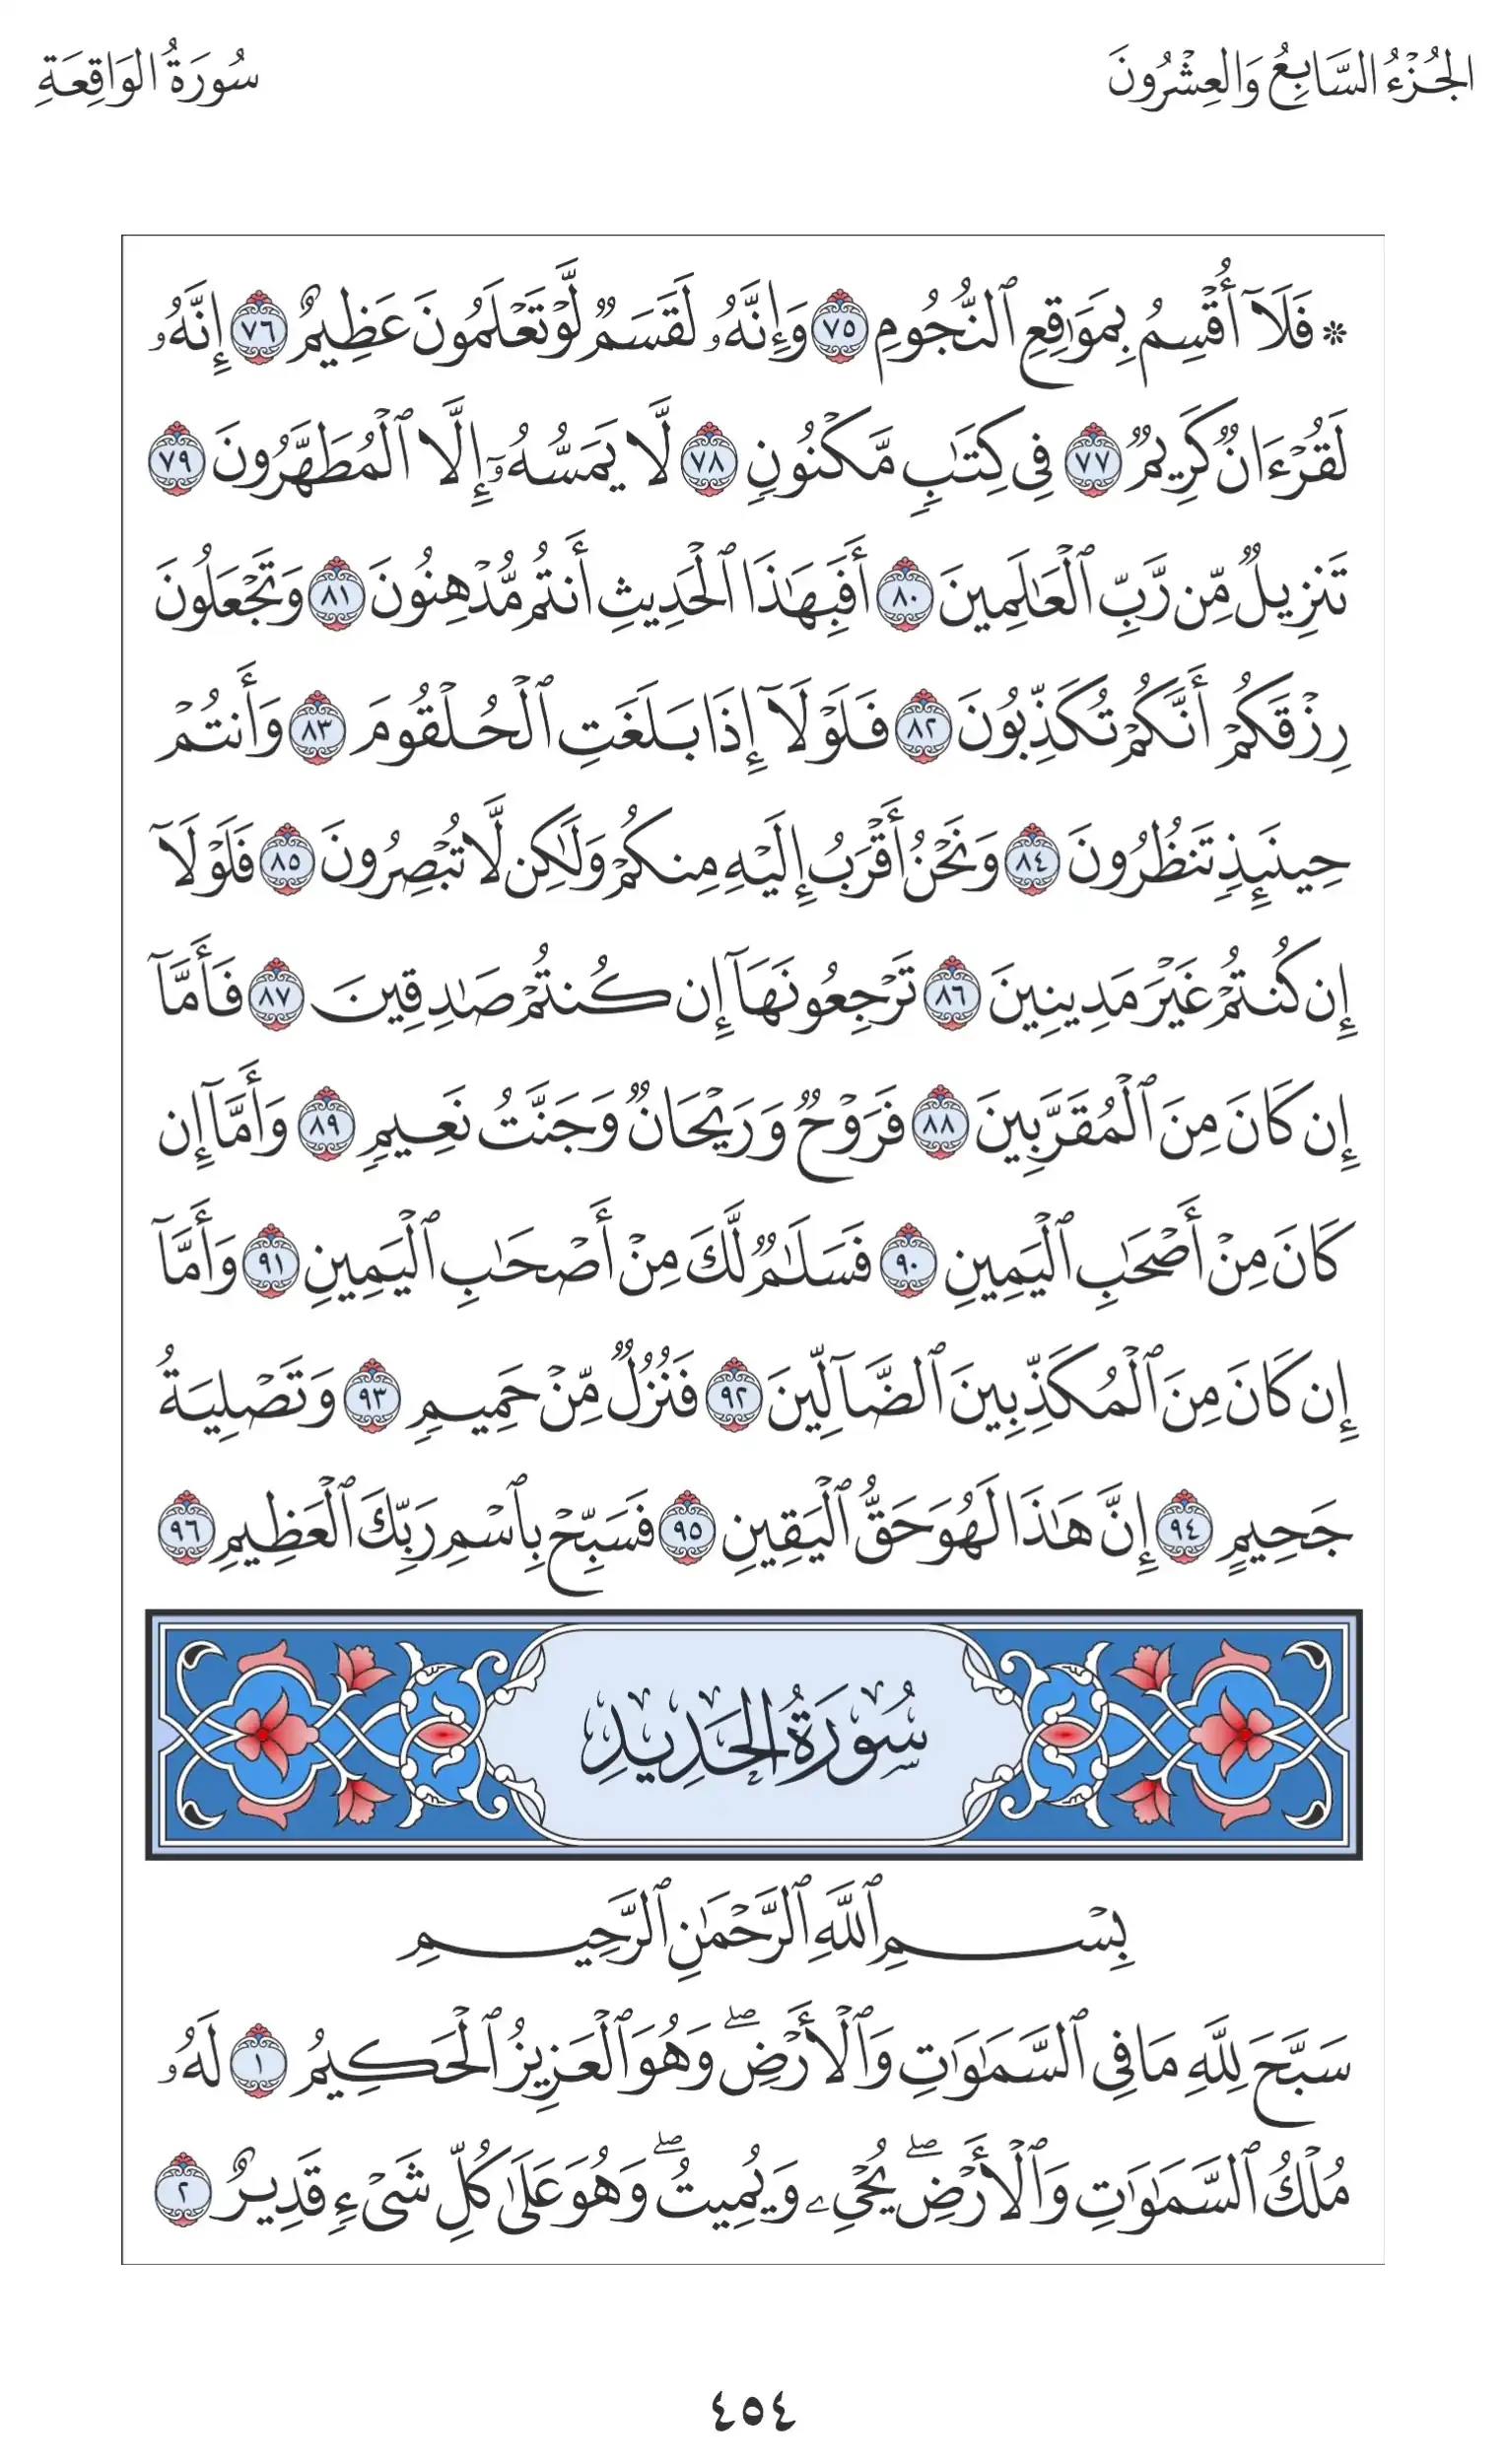 الجُزْءُ السَّابِعُ وَالعِشْرُونَ
سُورَةُ الوَاقِعَةِ
۞ فَلَآ أُقۡسِمُ بِمَوَٰقِعِ ٱلنُّجُومِ ٧٥ وَإِنَّهُۥ لَقَسَمٞ لَّوۡ تَعۡلَمُونَ عَظِيمٌ ٧٦ إِنَّهُۥ
لَقُرۡءَانٞ كَرِيمٞ ٧٧ فِي كِتَٰبٖ مَّكۡنُونٖ ٧٨ لَّا يَمَسُّهُۥٓ إِلَّا ٱلۡمُطَهَّرُونَ ٧٩
تَنزِيلٞ مِّن رَّبِّ ٱلۡعَٰلَمِينَ ٨٠ أَفَبِهَٰذَا ٱلۡحَدِيثِ أَنتُم مُّدۡهِنُونَ ٨١ وَتَجۡعَلُونَ
رِزۡقَكُمۡ أَنَّكُمۡ تُكَذِّبُونَ ٨٢ فَلَوۡلَآ إِذَا بَلَغَتِ ٱلۡحُلۡقُومَ ٨٣ وَأَنتُمۡ
حِينَئِذٖ تَنظُرُونَ ٨٤ وَنَحۡنُ أَقۡرَبُ إِلَيۡهِ مِنكُمۡ وَلَٰكِن لَّا تُبۡصِرُونَ ٨٥ فَلَوۡلَآ
إِن كُنتُمۡ غَيۡرَ مَدِينِينَ ٨٦ تَرۡجِعُونَهَآ إِن كُنتُمۡ صَٰدِقِينَ ٨٧ فَأَمَّآ
إِن كَانَ مِنَ ٱلۡمُقَرَّبِينَ ٨٨ فَرَوۡحٞ وَرَيۡحَانٞ وَجَنَّتُ نَعِيمٖ ٨٩ وَأَمَّآ إِن
كَانَ مِنۡ أَصۡحَٰبِ ٱلۡيَمِينِ ٩٠ فَسَلَٰمٞ لَّكَ مِنۡ أَصۡحَٰبِ ٱلۡيَمِينِ ٩١ وَأَمَّآ
إِن كَانَ مِنَ ٱلۡمُكَذِّبِينَ ٱلضَّآلِّينَ ٩٢ فَنُزُلٞ مِّنۡ حَمِيمٖ ٩٣ وَتَصۡلِيَةُ
جَحِيمٍ ٩٤ إِنَّ هَٰذَا لَهُوَ حَقُّ ٱلۡيَقِينِ ٩٥ فَسَبِّحۡ بِٱسۡمِ رَبِّكَ ٱلۡعَظِيمِ ٩٦
سُورَةُ الحَدِيدِ
بِسۡمِ ٱللَّهِ ٱلرَّحۡمَٰنِ ٱلرَّحِيمِ
سَبَّحَ لِلَّهِ مَا فِي ٱلسَّمَٰوَٰتِ وَٱلۡأَرۡضِۖ وَهُوَ ٱلۡعَزِيزُ ٱلۡحَكِيمُ ١ لَهُۥ
مُلۡكُ ٱلسَّمَٰوَٰتِ وَٱلۡأَرۡضِۖ يُحۡيِۦ وَيُمِيتُۖ وَهُوَ عَلَىٰ كُلِّ شَيۡءٖ قَدِيرٌ ٢
٤٥٤